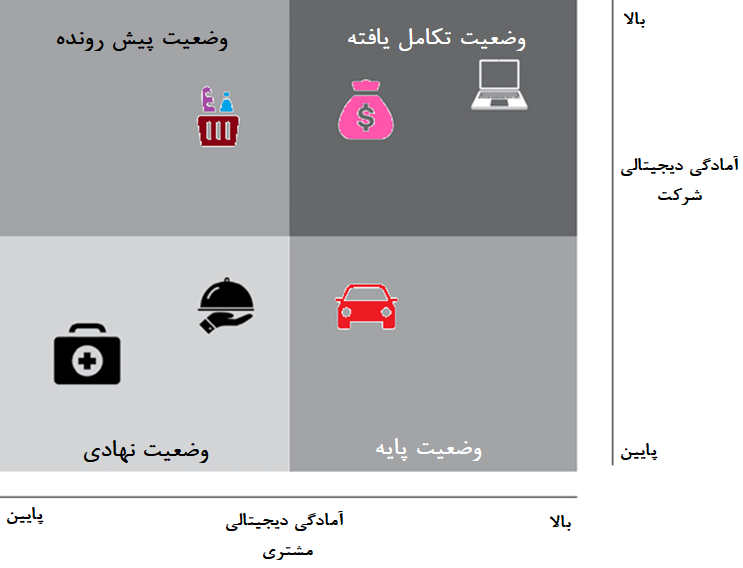 وضعیت تکامل یافته
وضعیت پیش رونده
$
وضعیت پایه
وضعیت نهادی
بالا
آمادگی دیجیتالی
شرکت
پایین
بالا
آمادگی دیجیتالی
مشتری
پایین